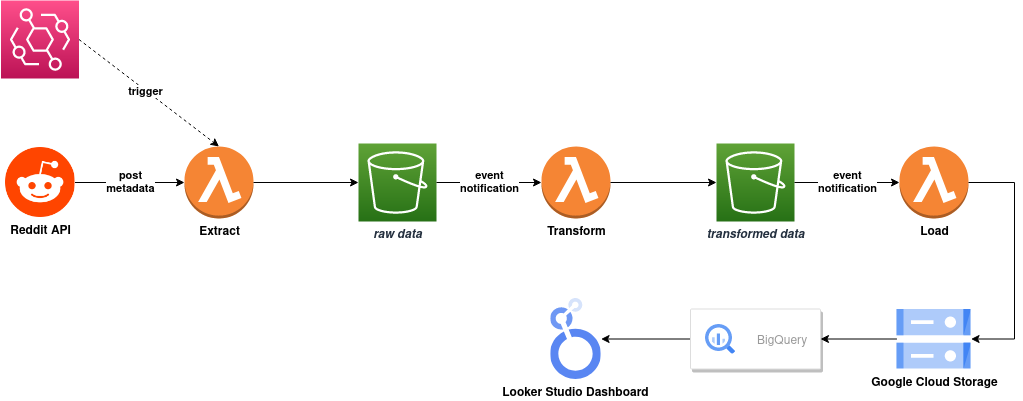 trigger
post
metadata
event
notification
event
notification
Reddit API
Extract
raw data
Transform
transformed data
Load
BigQuery
Looker Studio Dashboard
Google Cloud Storage